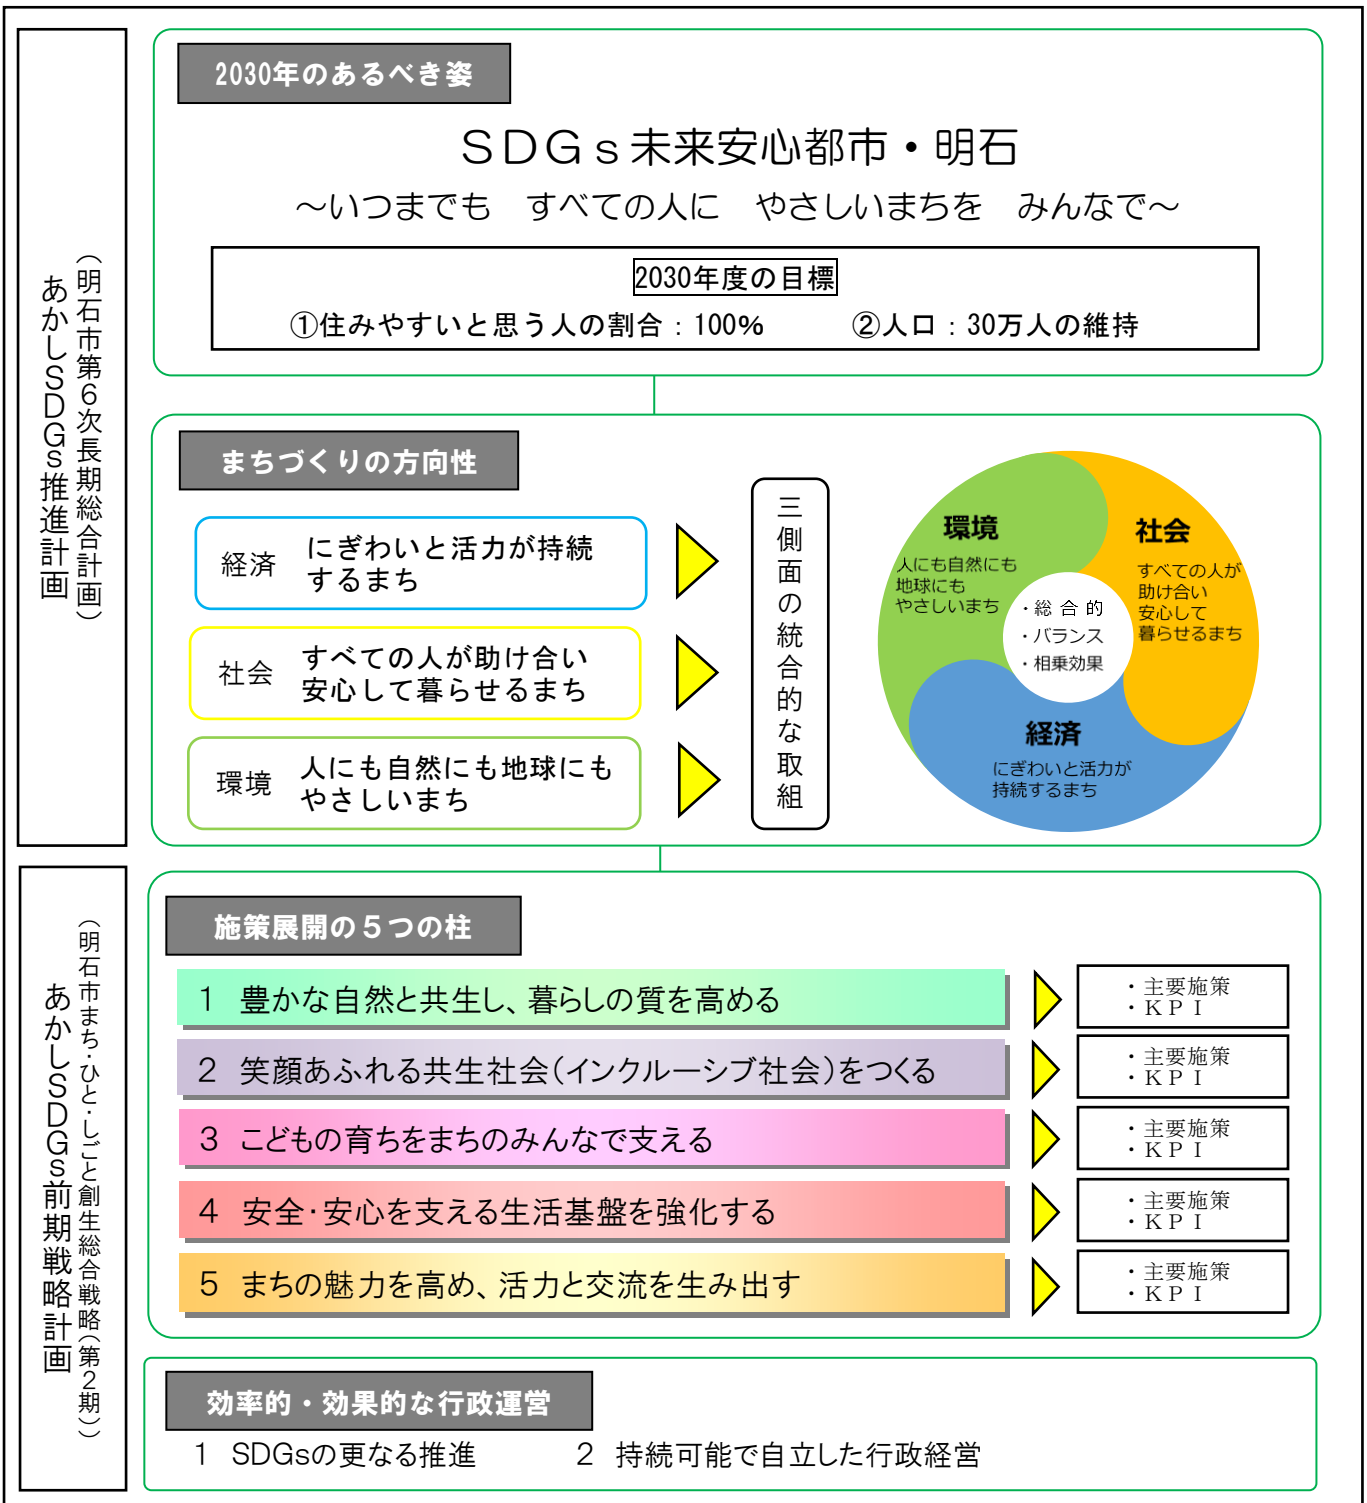 あかしSDGs推進計画
（明石市第6次長期総合計画）
2030年のあるべき姿
SDGs未来安心都市・明石
～いつまでも　すべての人に　やさしいまちを　みんなで～
2030年度の目標
①住みやすいと思う人の割合：100%　②人口：30万人の維持
まちづくりの方向性
経済
にぎわいと活力が持続
するまち
社会
すべての人が助け合い
安心して暮らせるまち
環境
人にも自然にも地球にも
やさしいまち
三側面の統合的な取組
環境
人にも自然にも
地球にも
やさしいまち
社会
すべての人が
助け合い
安心して
暮らせるまち
・総合的
・バランス
・相乗効果
経済
にぎわいと活力が
持続するまち
あかしSDGs前期戦略計画
（明石市まち・ひと・しごと創生総合戦略（第2期））
施策展開の５つの柱
1 豊かな自然と共生し、暮らしの質を高める
・主要施策
・ＫＰＩ
2 笑顔あふれる共生社会（インクルーシブ社会）をつくる
・主要施策
・ＫＰＩ
3 こどもの育ちをまちのみんなで支える
・主要施策
・ＫＰＩ
4 安全・安心を支える生活基盤を強化する
・主要施策
・ＫＰＩ
5 まちの魅力を高め、活力と交流を生み出す
・主要施策
・ＫＰＩ
効率的・効果的な行政運営
1 SDGsの更なる推進　2 持続可能で自立した行政経営